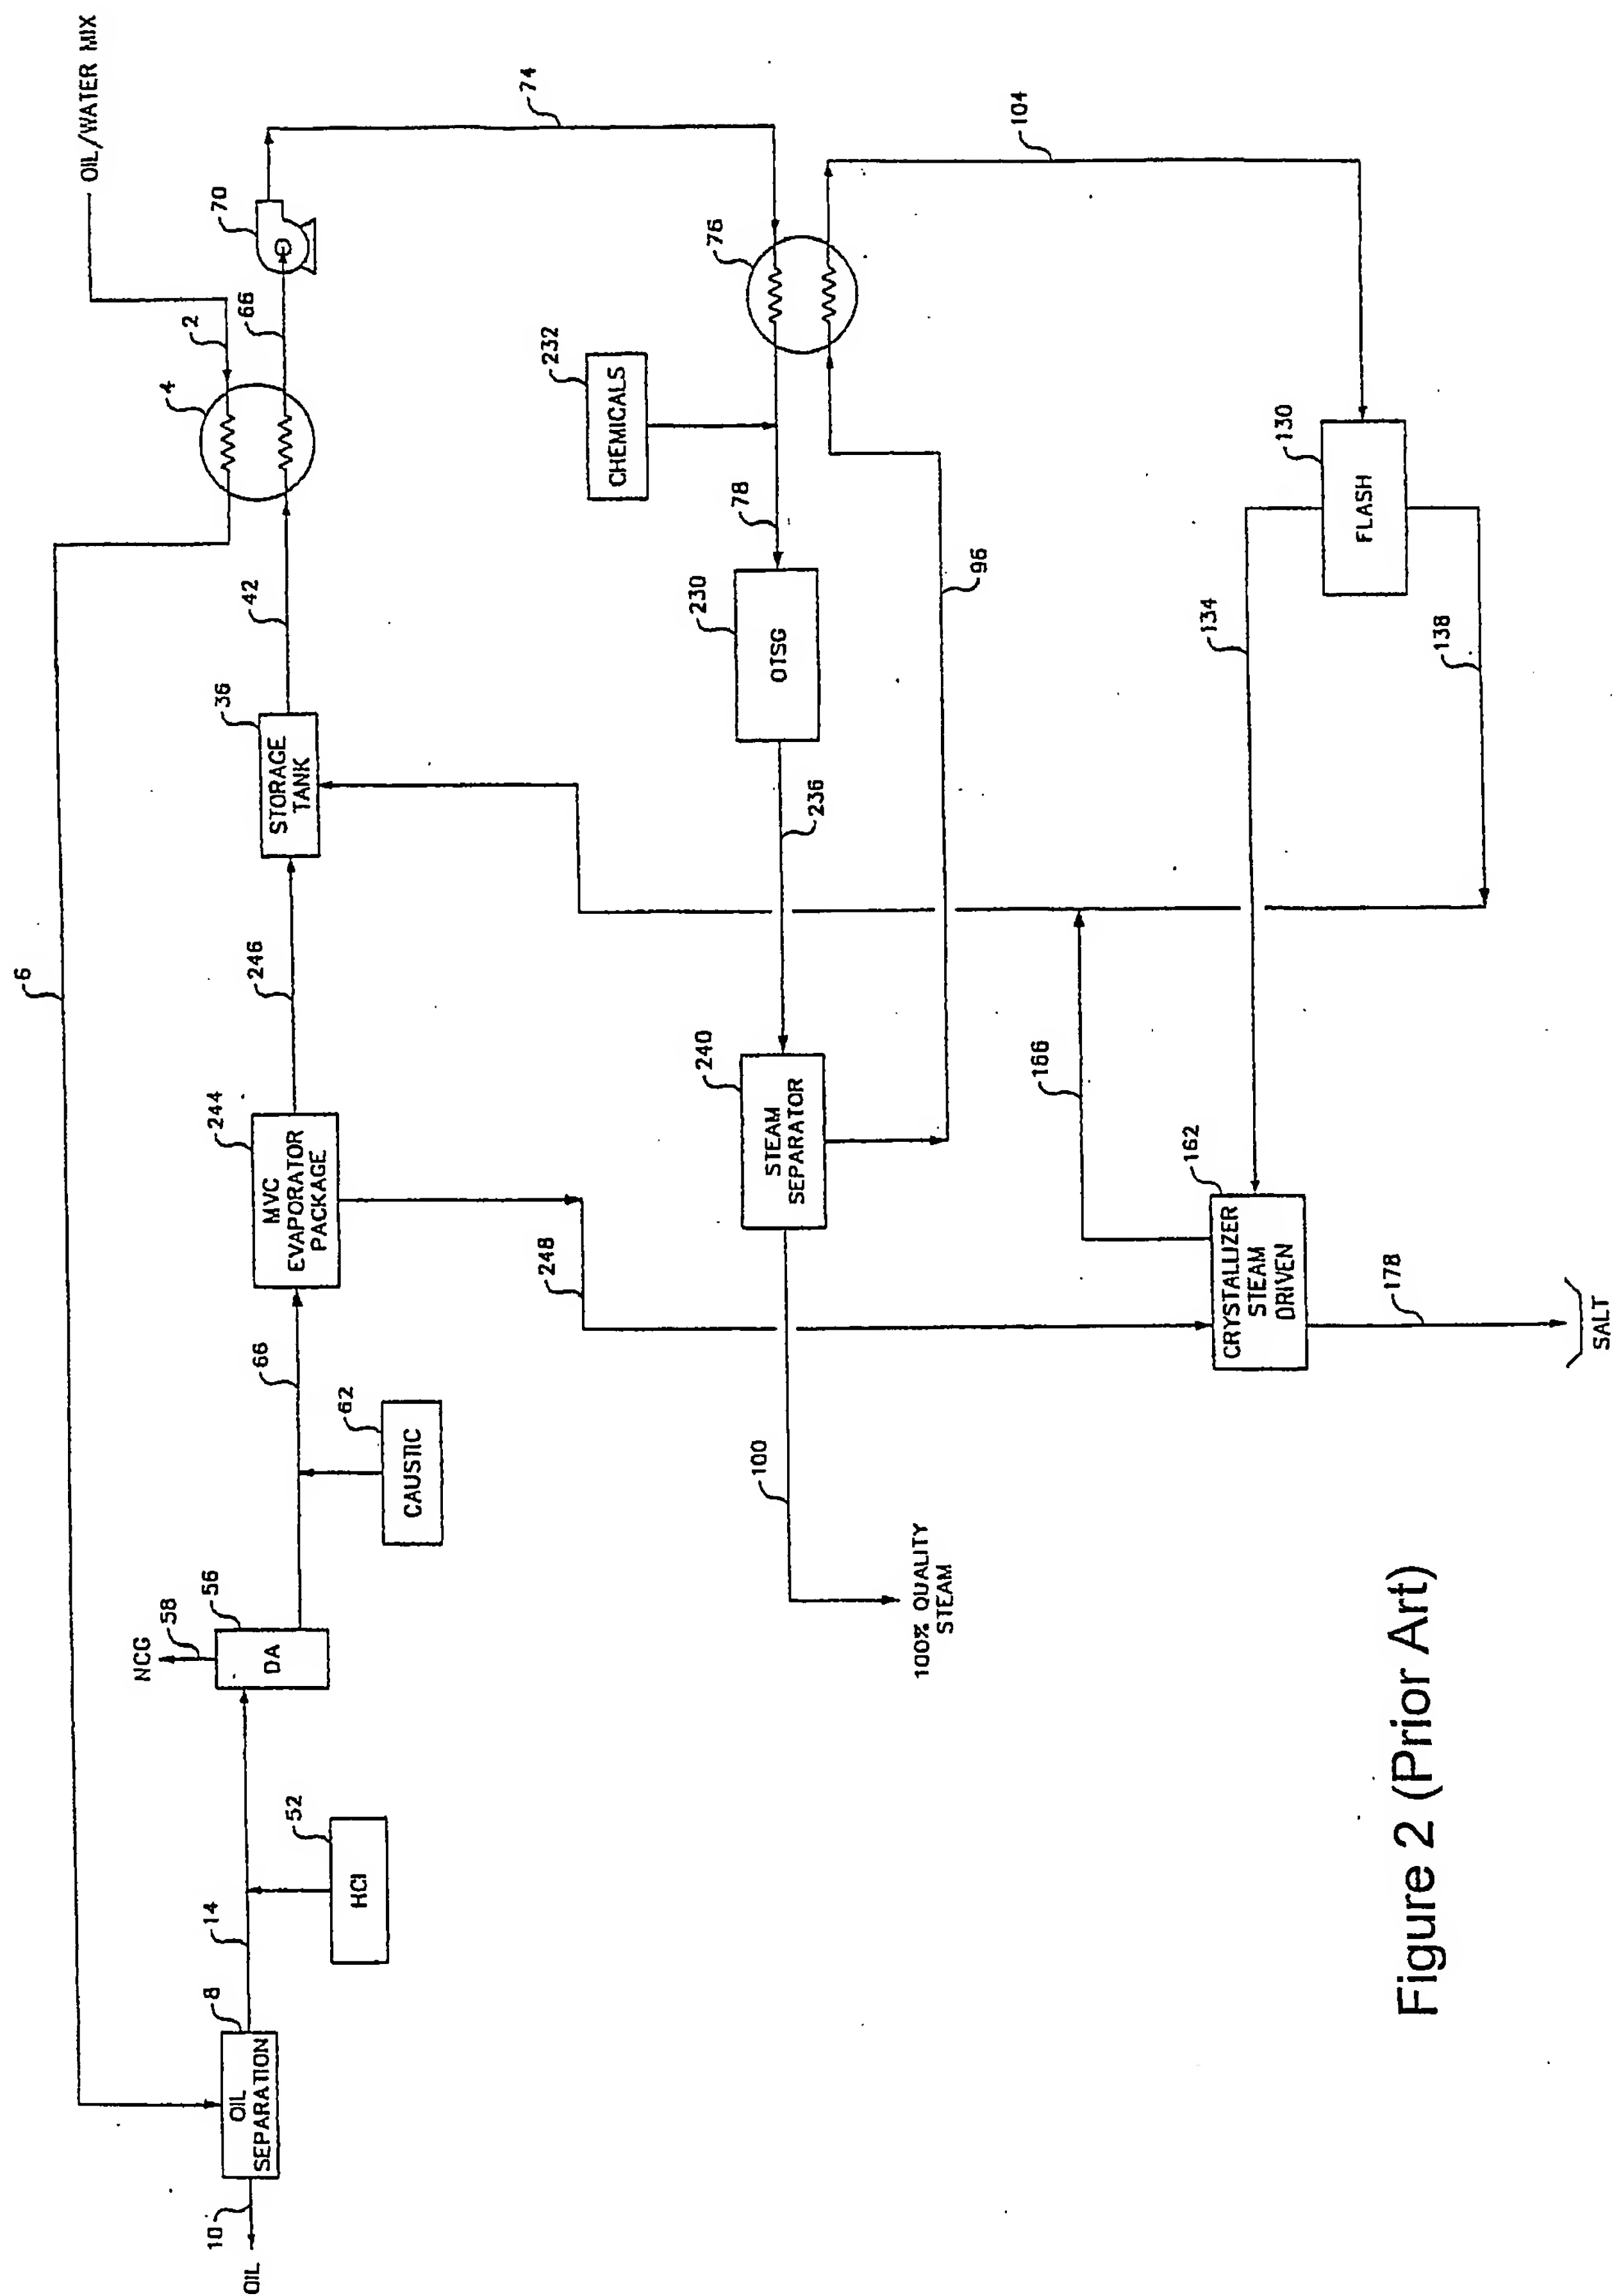 OIL/WATER MIX
2
4
6
66
70
74
42
36
STORAGE
TANK
246
244
MVC
EVAPORATOR
PACKAGE
66
62
CAUSTIC
NCG
58
56
DA
52
HCl
14
8
OIL
SEPARATION
10
OIL
76
232
CHEMICALS
78
230
OTSG
236
240
STEAM
SEPARATOR
96
100
100% QUALITY
STEAM
248
104
130
FLASH
134
138
166
162
CRYSTALLIZER
STEAM
DRIVEN
178
SALT
Figure 2 (Prior Art)